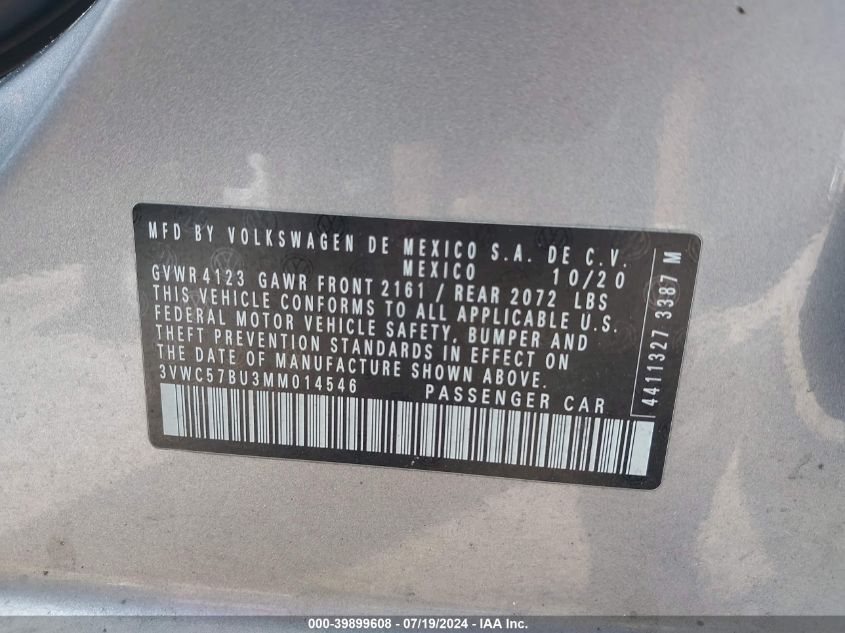 MFD BY VOLKSWAGEN DE MEXICO S.A. DE C.V.
MEXICO 10/20
GVWR 4123 GAWR FRONT 2161 / REAR 2072 LBS
THIS VEHICLE CONFORMS TO ALL APPLICABLE U.S.
FEDERAL MOTOR VEHICLE SAFETY, BUMPER AND
THEFT PREVENTION STANDARDS IN EFFECT ON
THE DATE OF MANUFACTURE SHOWN ABOVE.
3VWC57BU3MM014546 PASSENGER CAR
4411327 3387 M
000-39899608 - 07/19/2024 - IAA Inc.